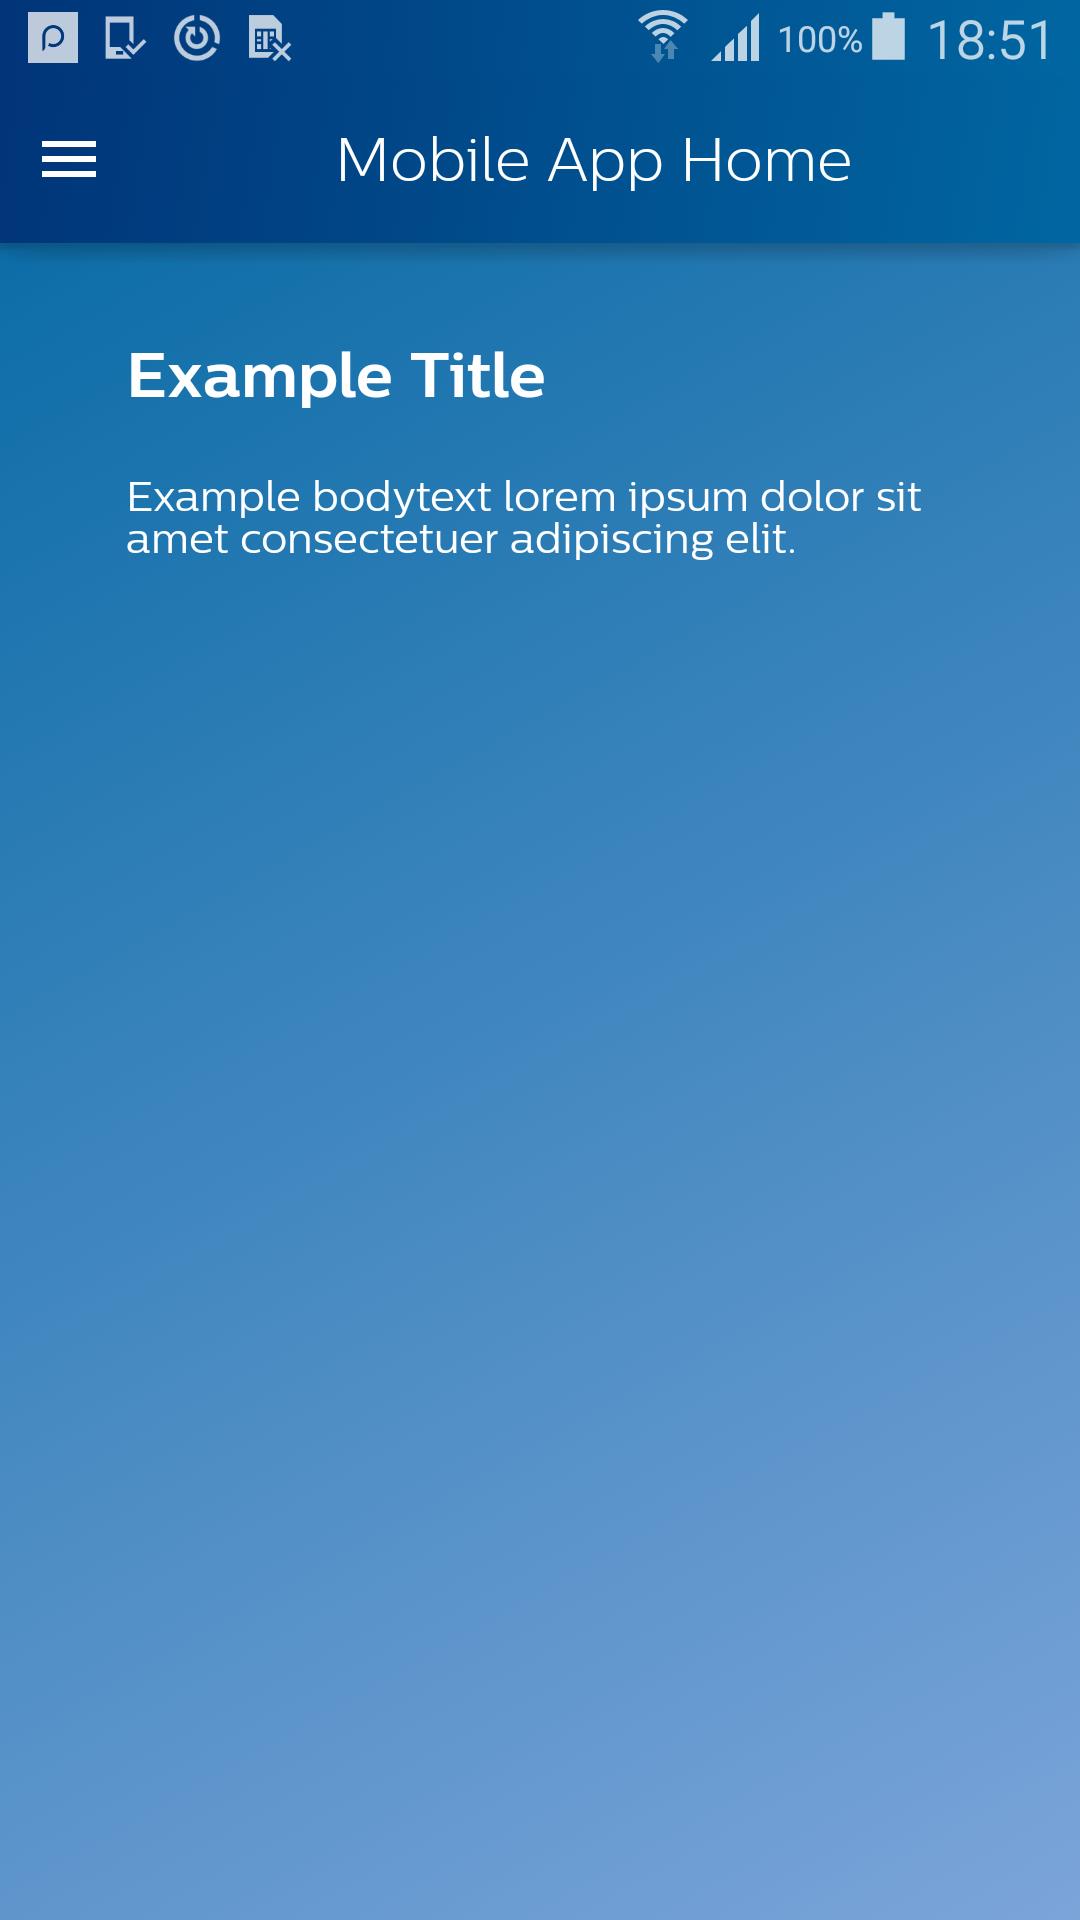 100% 18:51
Mobile App Home
Example Title
Example bodytext lorem ipsum dolor sit
amet consectetuer adipiscing elit.